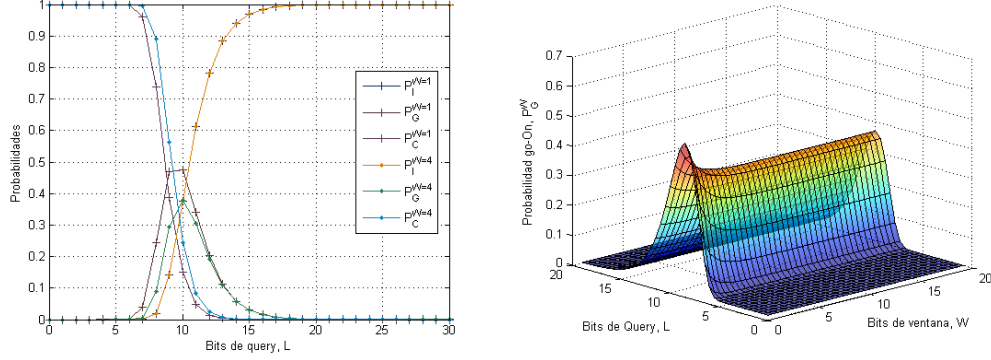 1
0.9
0.8
0.7
0.6
0.5
0.4
0.3
0.2
0.1
0
Probabilidades
0 5 10 15 20 25 30
Bits de query, L
P_I^{W=1}
P_G^{W=1}
P_C^{W=1}
P_I^{W=4}
P_G^{W=4}
P_C^{W=4}
0.7
0.6
0.5
0.4
0.3
0.2
0.1
0
Probabilidad go-On, P_G^W
20 15 10 5 0
Bits de Query, L
0 5 10 15 20
Bits de ventana, W